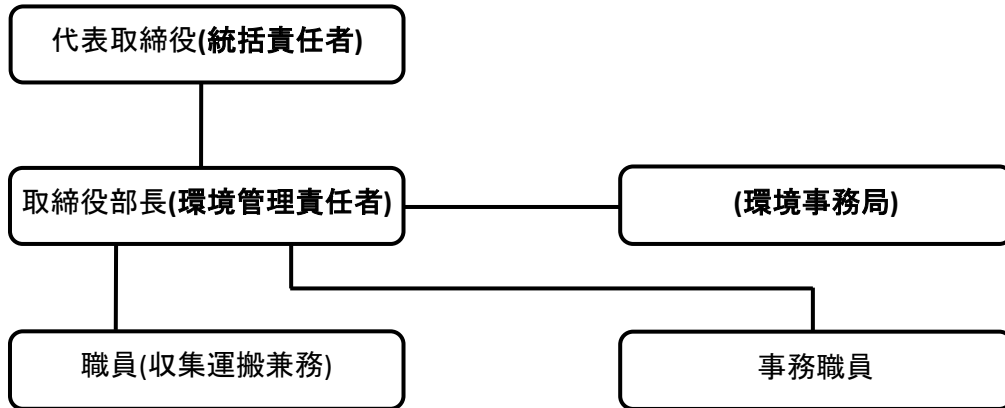 代表取締役(統括責任者)
取締役部長(環境管理責任者)
(環境事務局)
職員(収集運搬兼務)
事務職員